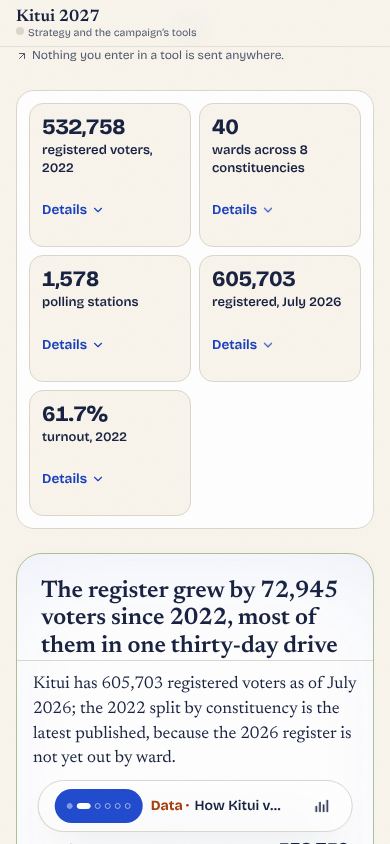 Kitui 2027
Strategy and the campaign's tools
Nothing you enter in a tool is sent anywhere.
532,758
registered voters,
2022
Details
40
wards across 8
constituencies
Details
1,578
polling stations
Details
605,703
registered, July 2026
Details
61.7%
turnout, 2022
Details
The register grew by 72,945
voters since 2022, most of
them in one thirty-day drive
Kitui has 605,703 registered voters as of July
2026; the 2022 split by constituency is the
latest published, because the 2026 register is
not yet out by ward.
Data · How Kitui v...